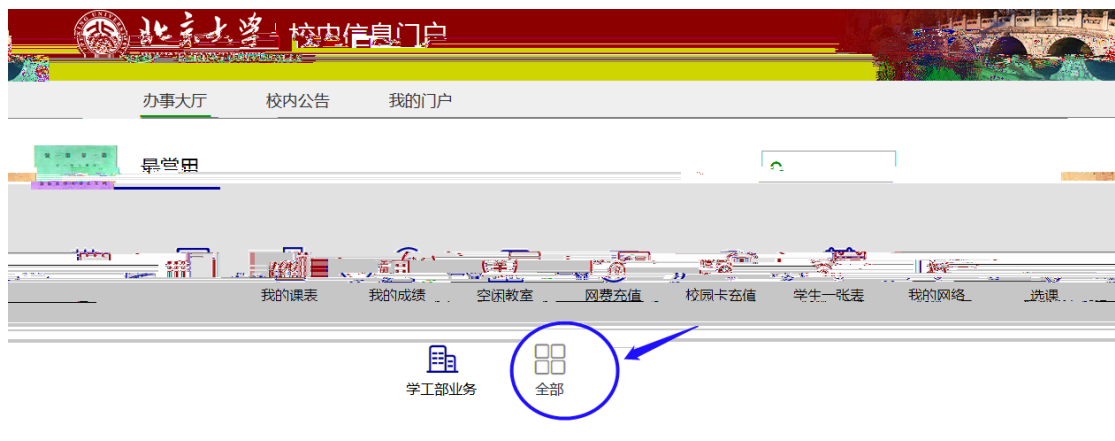 北京大学 校内信息门户
办事大厅 校内公告 我的门户
最常用
我的课表 我的成绩 空闲教室 网费充值 校园卡充值 学生一张表 我的网络 选课
学工部业务 全部